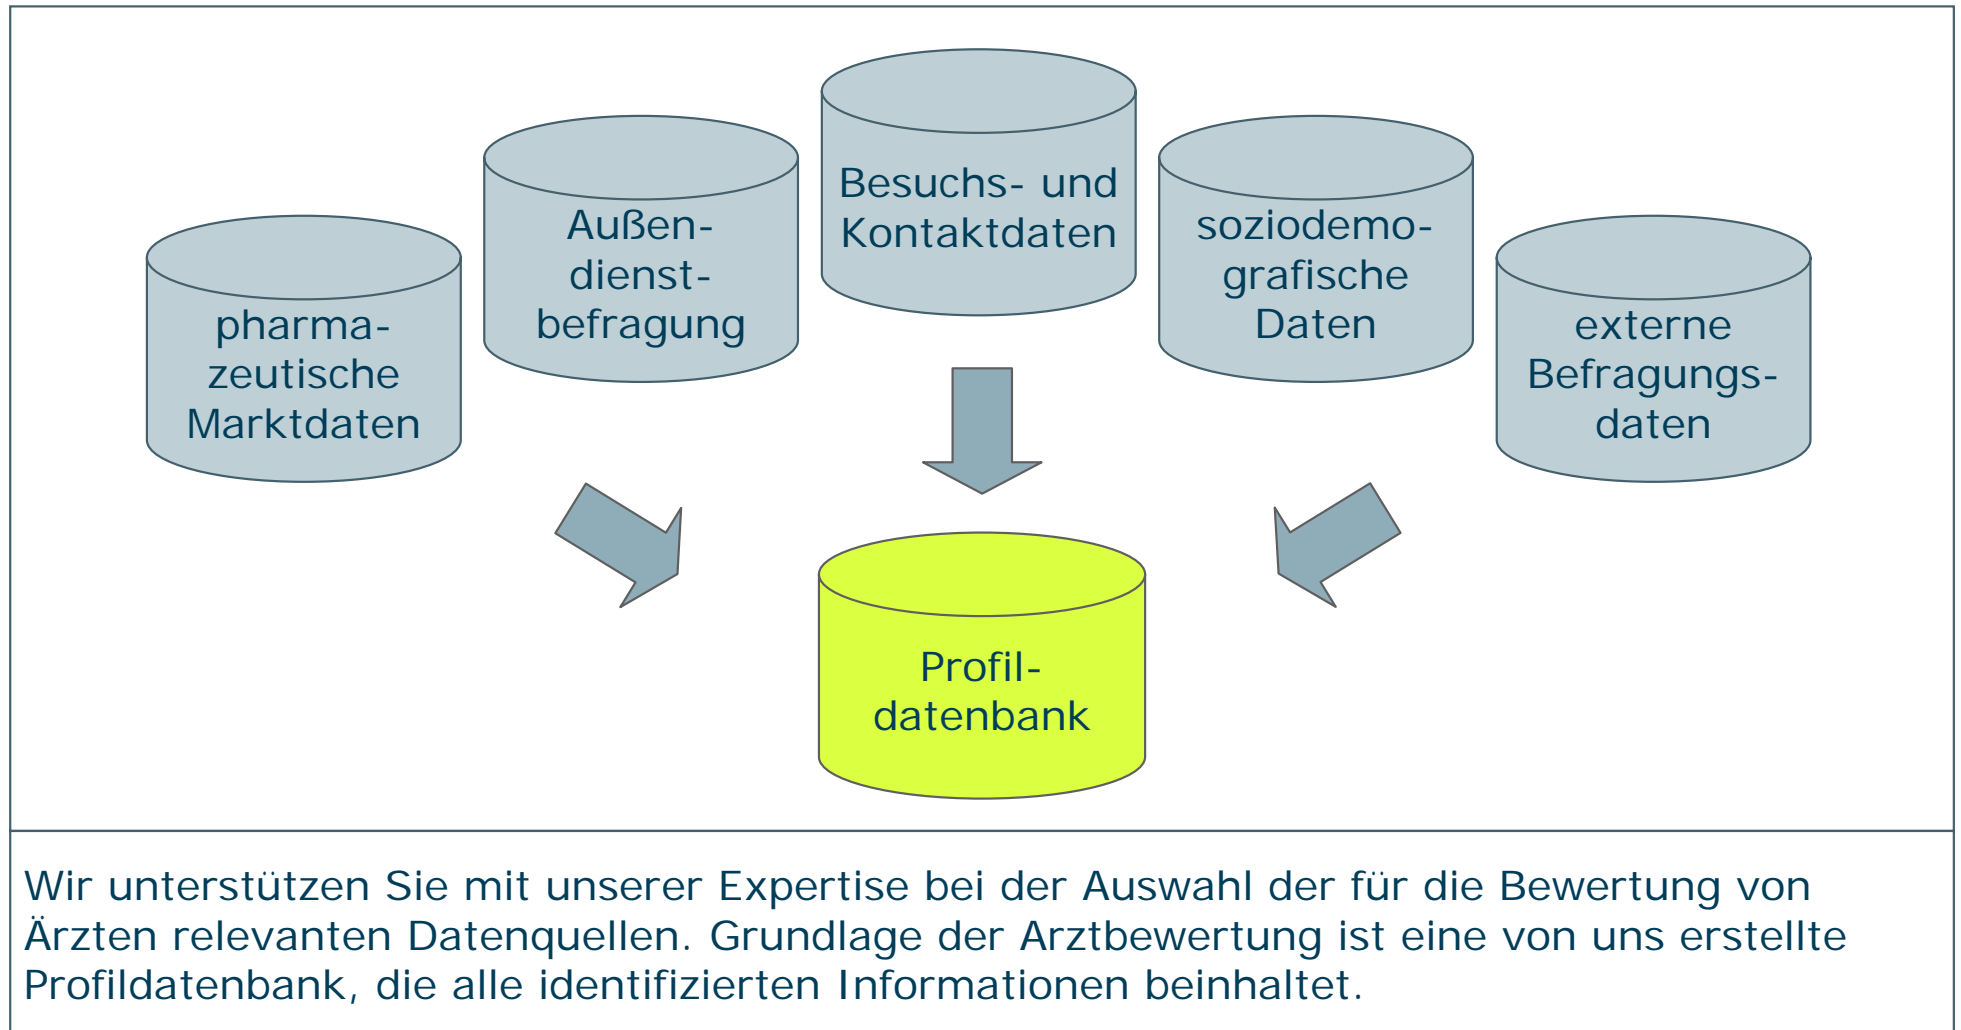 pharma-
zeutische
Marktdaten
Außen-
dienst-
befragung
Besuchs- und
Kontaktdaten
soziodemo-
grafische
Daten
externe
Befragungs-
daten
Profil-
datenbank
Wir unterstützen Sie mit unserer Expertise bei der Auswahl der für die Bewertung von
Ärzten relevanten Datenquellen. Grundlage der Arztbewertung ist eine von uns erstellte
Profildatenbank, die alle identifizierten Informationen beinhaltet.